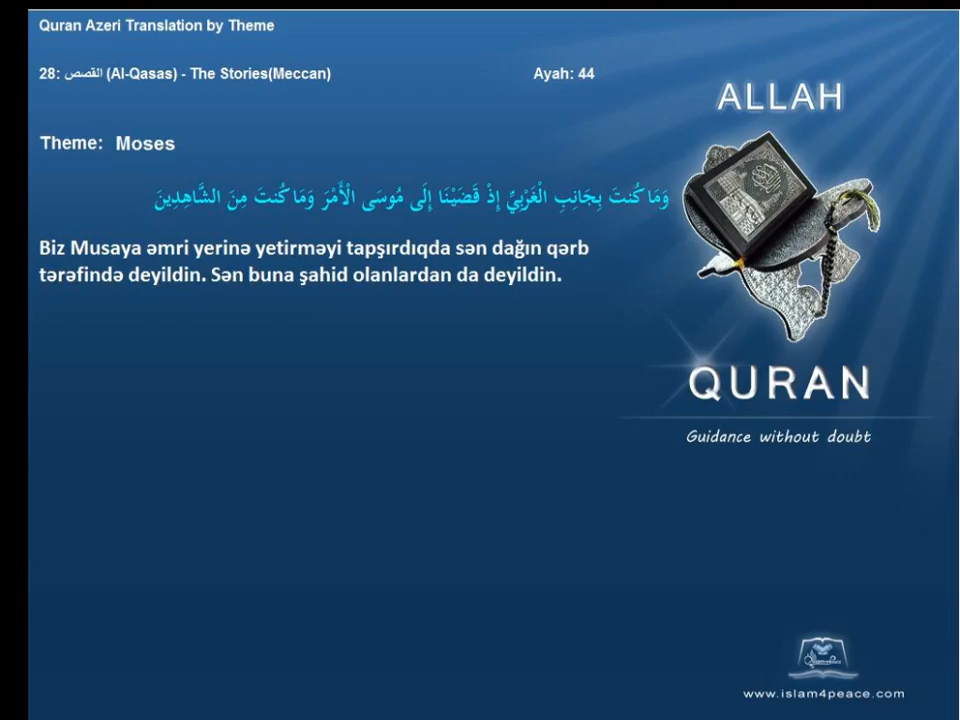 Quran Azeri Translation by Theme
28: القصص (Al-Qasas) - The Stories(Meccan) Ayah: 44
ALLAH
Theme: Moses
وَمَا كُنتَ بِجَانِبِ الْغَرْبِيِّ إِذْ قَضَيْنَا إِلَى مُوسَى الْأَمْرَ وَمَا كُنتَ مِنَ الشَّاهِدِينَ
Biz Musaya əmri yerinə yetirməyi tapşırdıqda sən dağın qərb
tərəfində deyildin. Sən buna şahid olanlardan da deyildin.
QURAN
Guidance without doubt
www.islam4peace.com